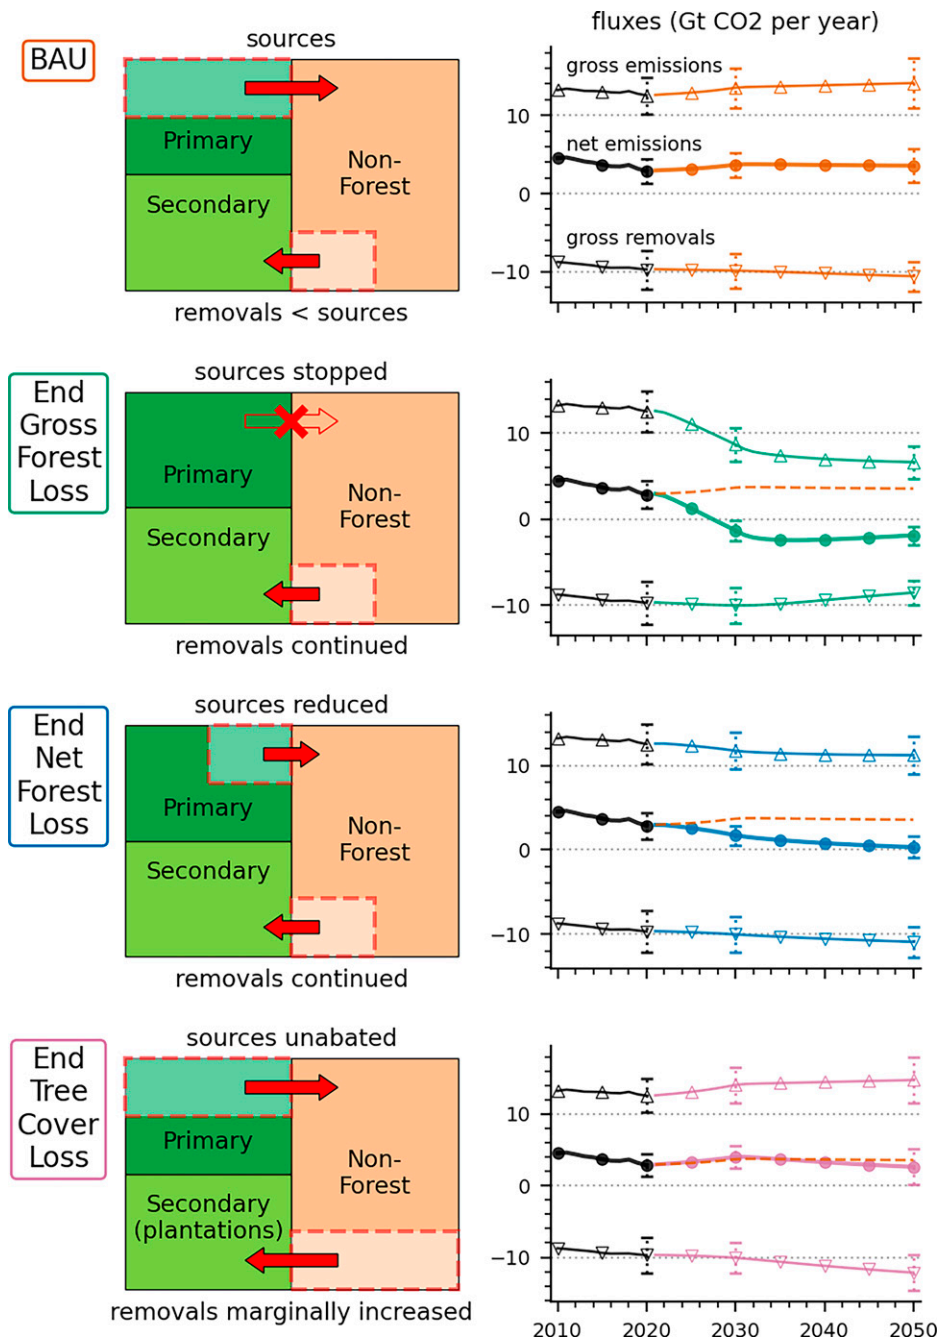 BAU
sources
Primary
Secondary
Non-
Forest
removals < sources
fluxes (Gt CO2 per year)
gross emissions
10
net emissions
0
gross removals
−10
End
Gross
Forest
Loss
sources stopped
Primary
Secondary
Non-
Forest
removals continued
10
0
−10
End
Net
Forest
Loss
sources reduced
Primary
Secondary
Non-
Forest
removals continued
10
0
−10
End
Tree
Cover
Loss
sources unabated
Primary
Secondary
(plantations)
Non-
Forest
removals marginally increased
10
0
−10
2010 2020 2030 2040 2050